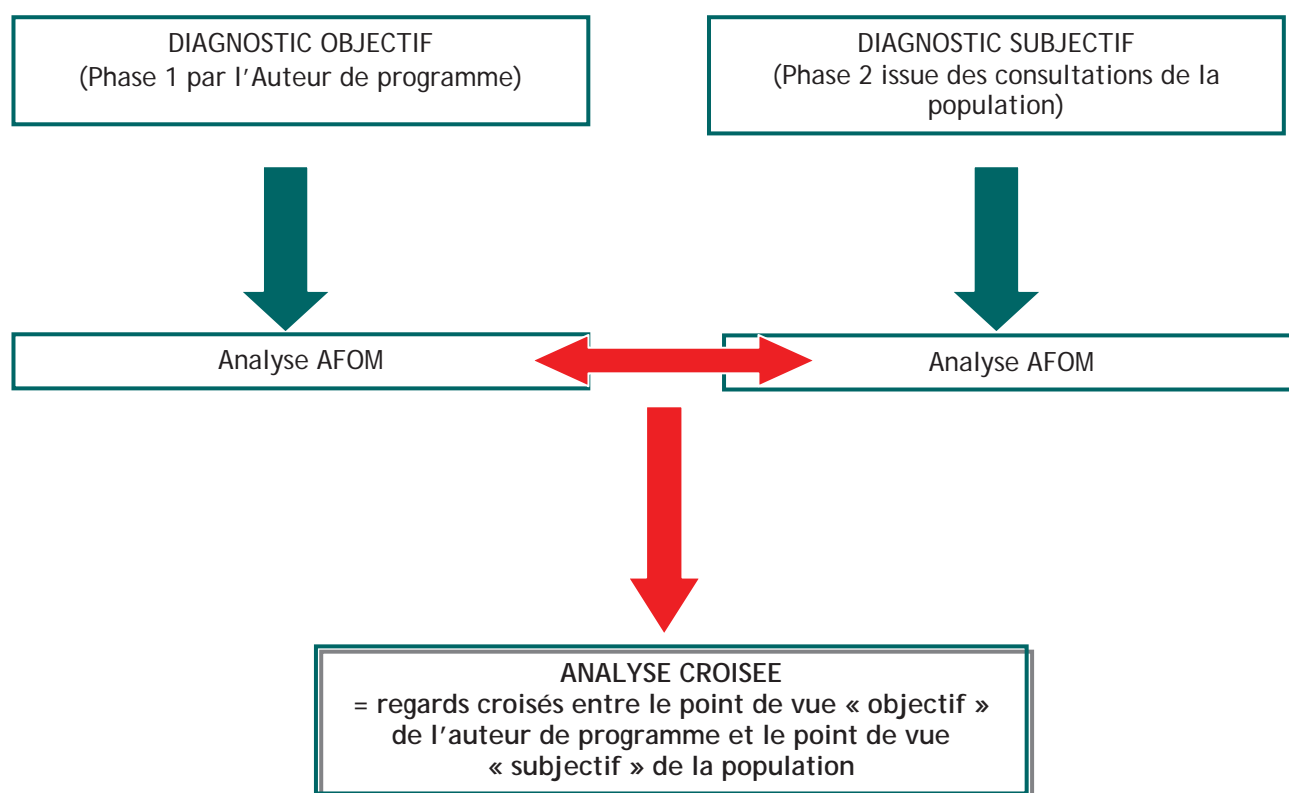 DIAGNOSTIC OBJECTIF
(Phase 1 par l'Auteur de programme)
DIAGNOSTIC SUBJECTIF
(Phase 2 issue des consultations de la
population)
Analyse AFOM
Analyse AFOM
ANALYSE CROISEE
= regards croisés entre le point de vue « objectif »
de l'auteur de programme et le point de vue
« subjectif » de la population